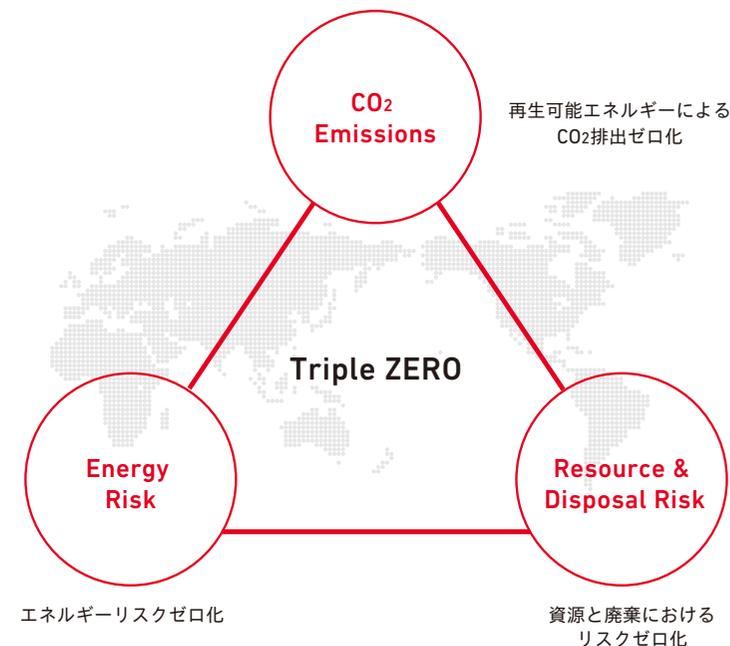 CO2
Emissions
再生可能エネルギーによる
CO2排出ゼロ化
Triple ZERO
Energy
Risk
Resource &
Disposal Risk
エネルギーリスクゼロ化
資源と廃棄における
リスクゼロ化